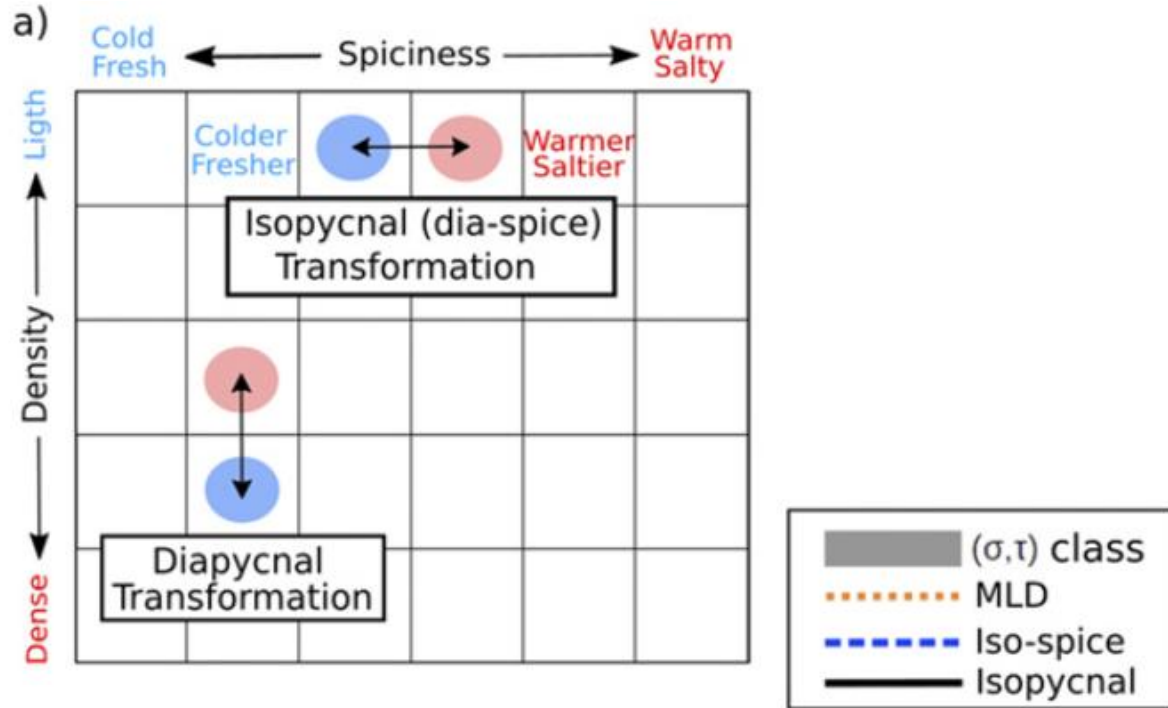 a)
Cold
Fresh
Spiciness
Warm
Salty
Ligth
Density
Dense
Colder
Fresher
Warmer
Saltier
Isopycnal (dia-spice)
Transformation
Diapycnal
Transformation
(σ,τ) class
MLD
Iso-spice
Isopycnal